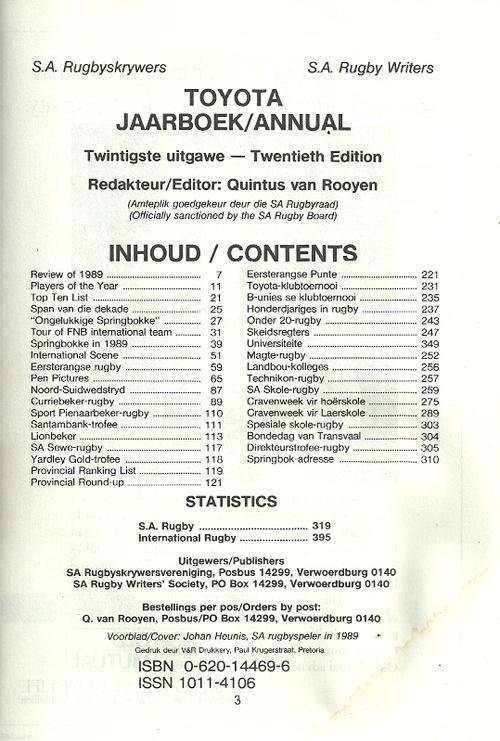 S.A. Rugbyskrywers S.A. Rugby Writers
TOYOTA
JAARBOEK/ANNUAL
Twintigste uitgawe — Twentieth Edition
Redakteur/Editor: Quintus van Rooyen
(Amteplik goedgekeur deur die SA Rugbyraad)
(Officially sanctioned by the SA Rugby Board)
INHOUD / CONTENTS
Review of 1989 ........ 7
Players of the Year ........ 11
Top Ten List ........ 21
Span van die dekade ........ 25
"Ongelukkige Springbokke" ........ 27
Tour of FNB international team ........ 31
Springbokke in 1989 ........ 39
International Scene ........ 51
Eersterangse rugby ........ 59
Pen Pictures ........ 65
Noord-Suidwedstryd ........ 87
Curriebeker-rugby ........ 89
Sport Pienaarbeker-rugby ........ 110
Santambank-trofee ........ 111
Lionbeker ........ 113
SA Sewe-rugby ........ 117
Yardley Gold-trofee ........ 118
Provincial Ranking List ........ 119
Provincial Round-up ........ 121
Eersterangse Punte ........ 221
Toyota-klubtoernooi ........ 231
B-unies se klubtoernooi ........ 235
Honderdjariges in rugby ........ 237
Onder 20-rugby ........ 243
Skeidsregters ........ 247
Universiteite ........ 349
Magte-rugby ........ 252
Landbou-kolleges ........ 256
Technikon-rugby ........ 257
SA Skole-rugby ........ 259
Cravenweek vir hoërskole ........ 275
Cravenweek vir Laerskole ........ 289
Spesiale skole-rugby ........ 303
Bondedag van Transvaal ........ 304
Direkteurstrofee-rugby ........ 305
Springbok-adresse ........ 310
STATISTICS
S.A. Rugby ........ 319
International Rugby ........ 395
Uitgewers/Publishers
SA Rugbyskrywersvereniging, Posbus 14299, Verwoerdburg 0140
SA Rugby Writers' Society, PO Box 14299, Verwoerdburg 0140
Bestellings per pos/Orders by post:
Q. van Rooyen, Posbus/PO Box 14299, Verwoerdburg 0140
Voorblad/Cover: Johan Heunis, SA rugbyspeler in 1989
Gedruk deur V&R Drukkery, Paul Krugerstraat, Pretoria
ISBN 0-620-14469-6
ISSN 1011-4106
3